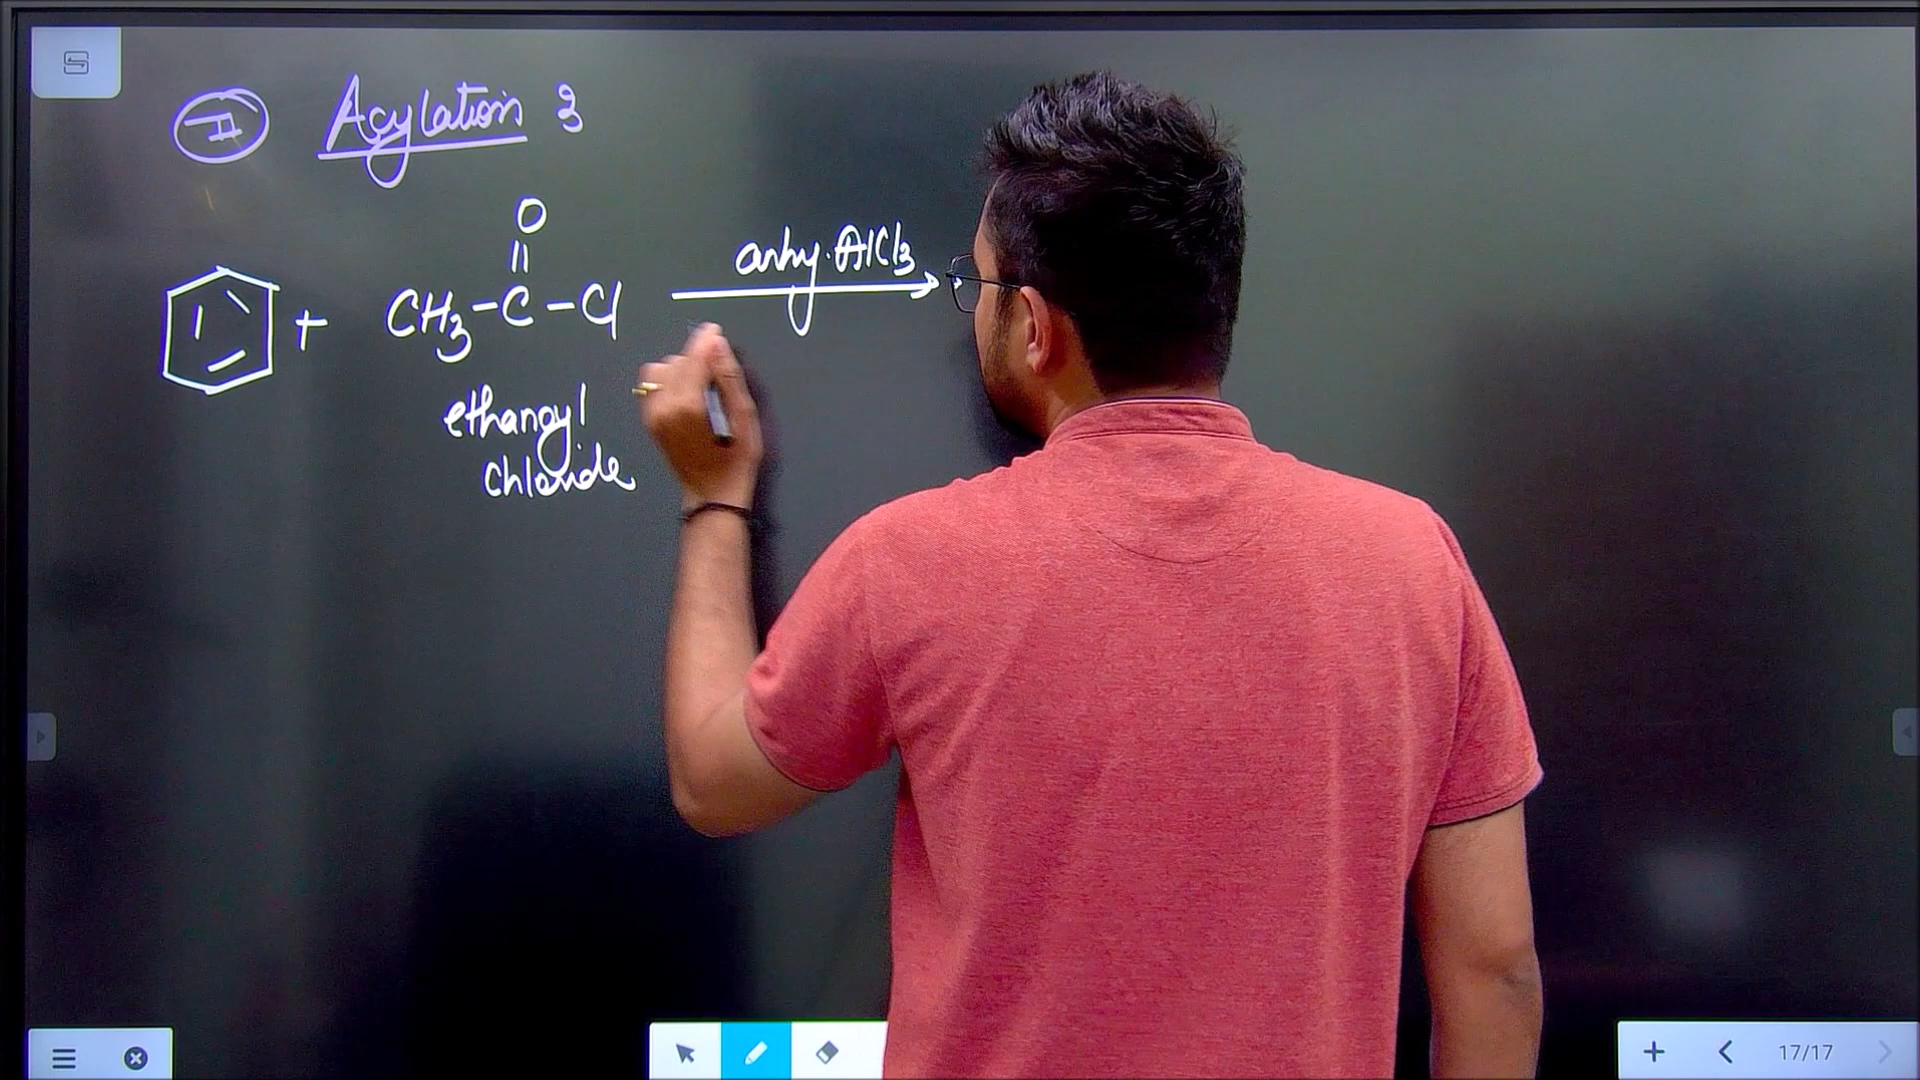 II Acylation :
O
||
+ CH3-C-Cl anhy. AlCl3
ethanoyl
chloride
17/17